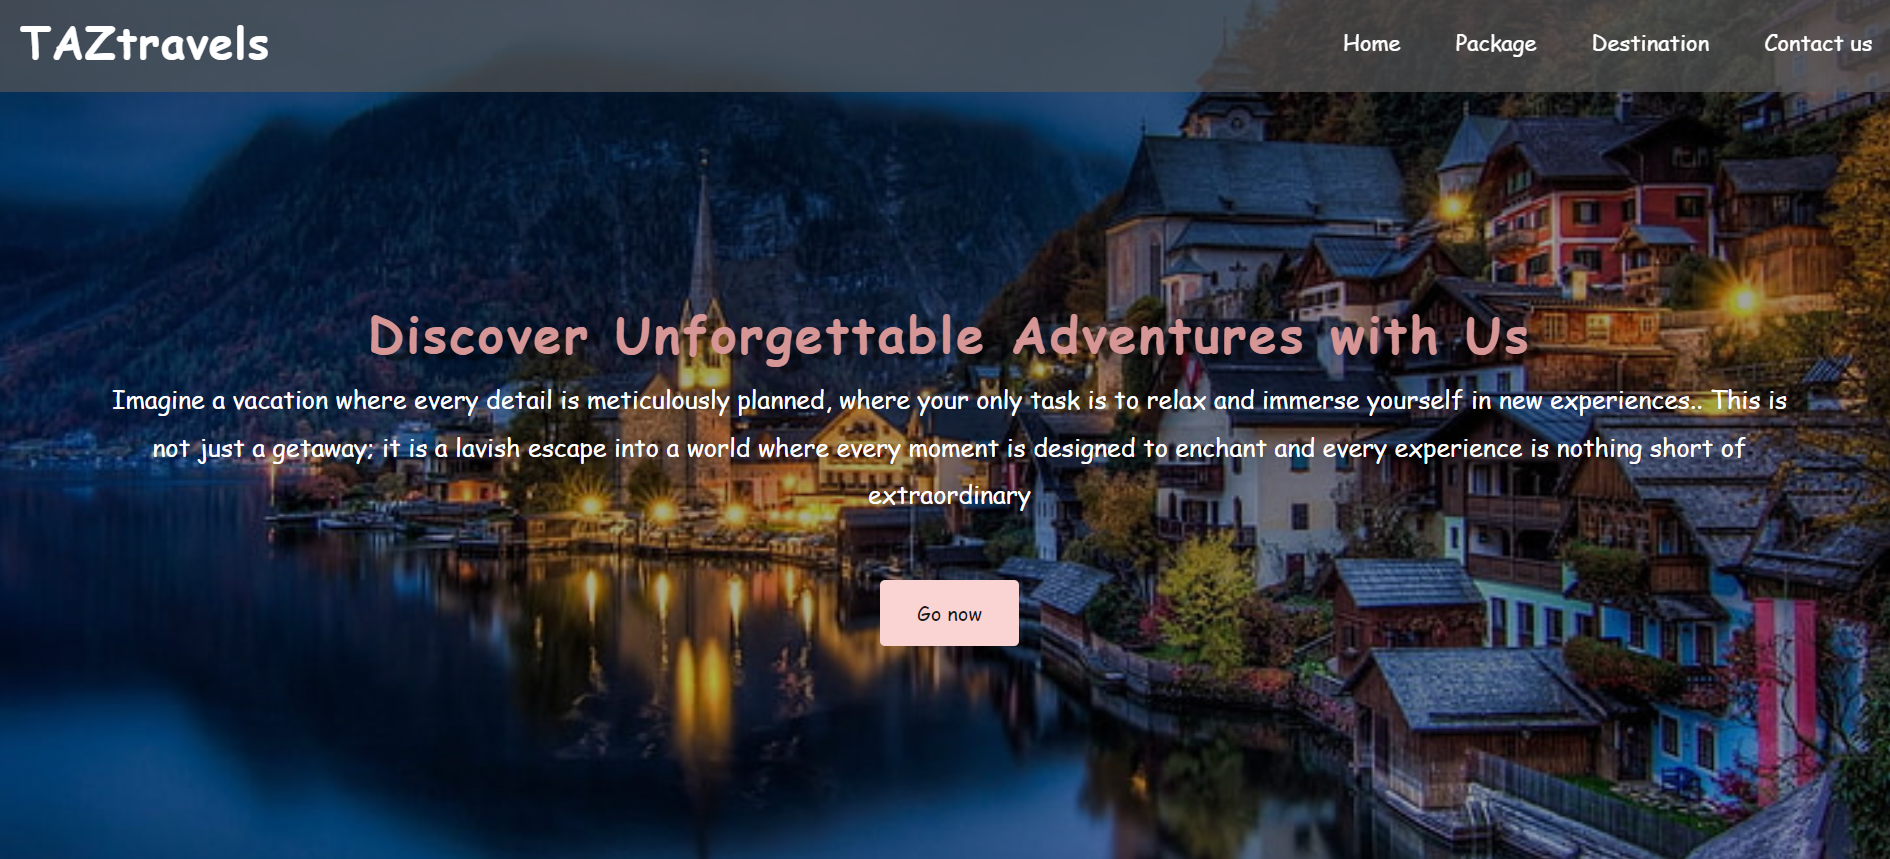 TAZtravels
Home Package Destination Contact us
Discover Unforgettable Adventures with Us
Imagine a vacation where every detail is meticulously planned, where your only task is to relax and immerse yourself in new experiences.. This is
not just a getaway; it is a lavish escape into a world where every moment is designed to enchant and every experience is nothing short of
extraordinary
Go now